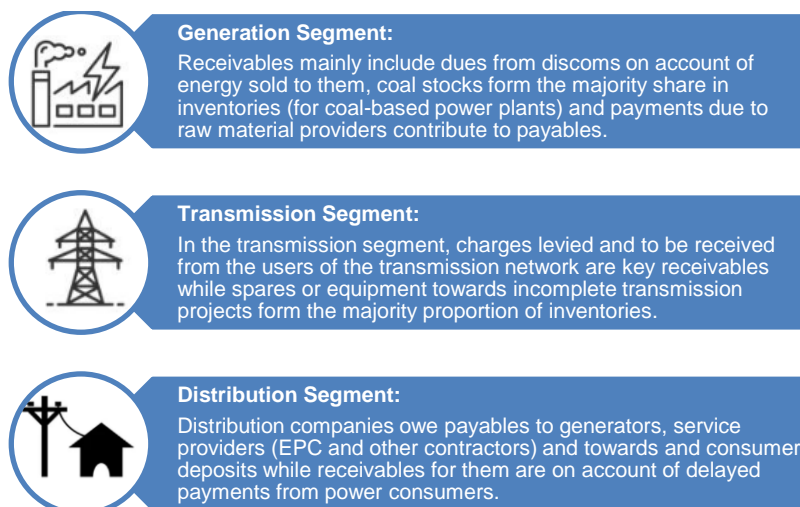 Generation Segment:
Receivables mainly include dues from discoms on account of
energy sold to them, coal stocks form the majority share in
inventories (for coal-based power plants) and payments due to
raw material providers contribute to payables.
Transmission Segment:
In the transmission segment, charges levied and to be received
from the users of the transmission network are key receivables
while spares or equipment towards incomplete transmission
projects form the majority proportion of inventories.
Distribution Segment:
Distribution companies owe payables to generators, service
providers (EPC and other contractors) and towards and consumer
deposits while receivables for them are on account of delayed
payments from power consumers.